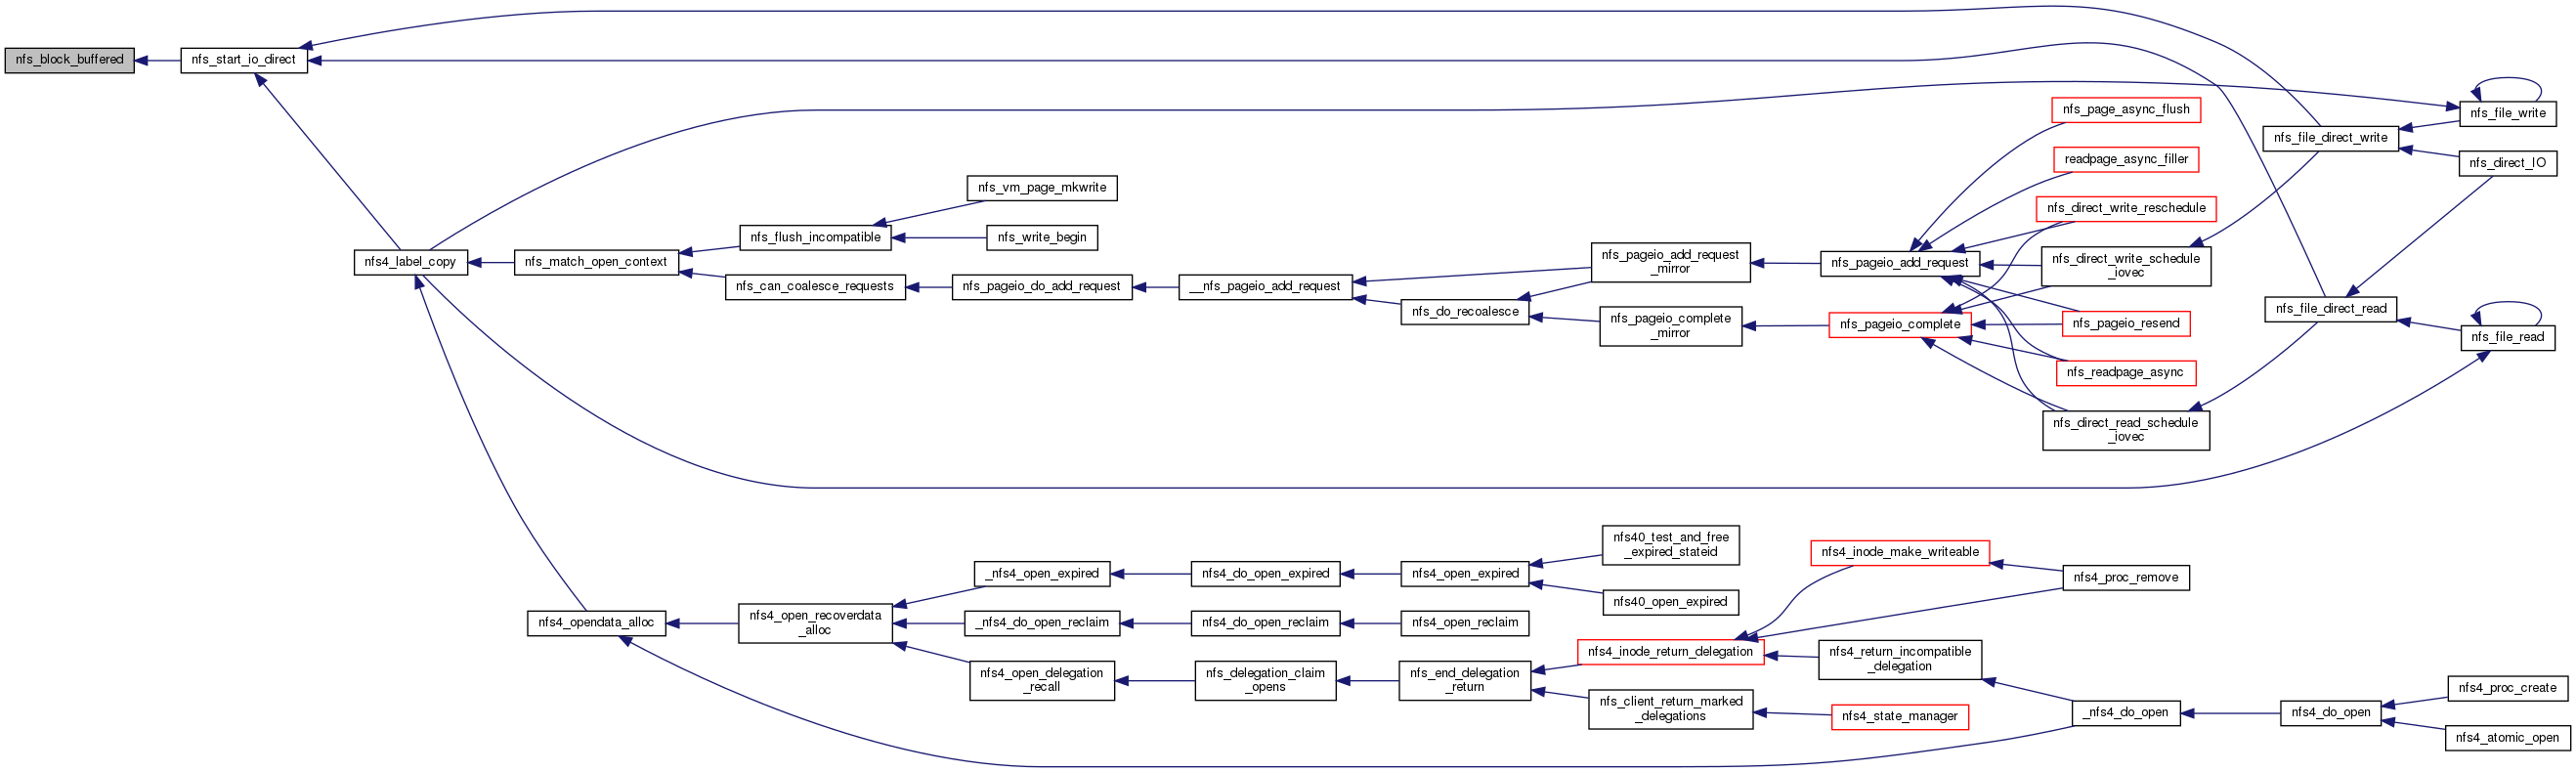 nfs_block_buffered
nfs_start_io_direct
nfs4_label_copy
nfs_match_open_context
nfs_flush_incompatible
nfs_vm_page_mkwrite
nfs_write_begin
nfs_can_coalesce_requests
nfs_pageio_do_add_request
__nfs_pageio_add_request
nfs_pageio_add_request
_mirror
nfs_do_recoalesce
nfs_pageio_complete
_mirror
nfs_pageio_add_request
nfs_pageio_complete
nfs_page_async_flush
readpage_async_filler
nfs_direct_write_reschedule
nfs_direct_write_schedule
_iovec
nfs_pageio_resend
nfs_readpage_async
nfs_direct_read_schedule
_iovec
nfs_file_direct_write
nfs_file_direct_read
nfs_file_write
nfs_direct_IO
nfs_file_read
nfs4_opendata_alloc
nfs4_open_recoverdata
_alloc
_nfs4_open_expired
nfs4_do_open_expired
nfs4_open_expired
nfs40_test_and_free
_expired_stateid
nfs40_open_expired
_nfs4_do_open_reclaim
nfs4_do_open_reclaim
nfs4_open_reclaim
nfs4_open_delegation
_recall
nfs_delegation_claim
_opens
nfs_end_delegation
_return
nfs4_inode_return_delegation
nfs_client_return_marked
_delegations
nfs4_inode_make_writeable
nfs4_proc_remove
nfs4_return_incompatible
_delegation
nfs4_state_manager
_nfs4_do_open
nfs4_do_open
nfs4_proc_create
nfs4_atomic_open